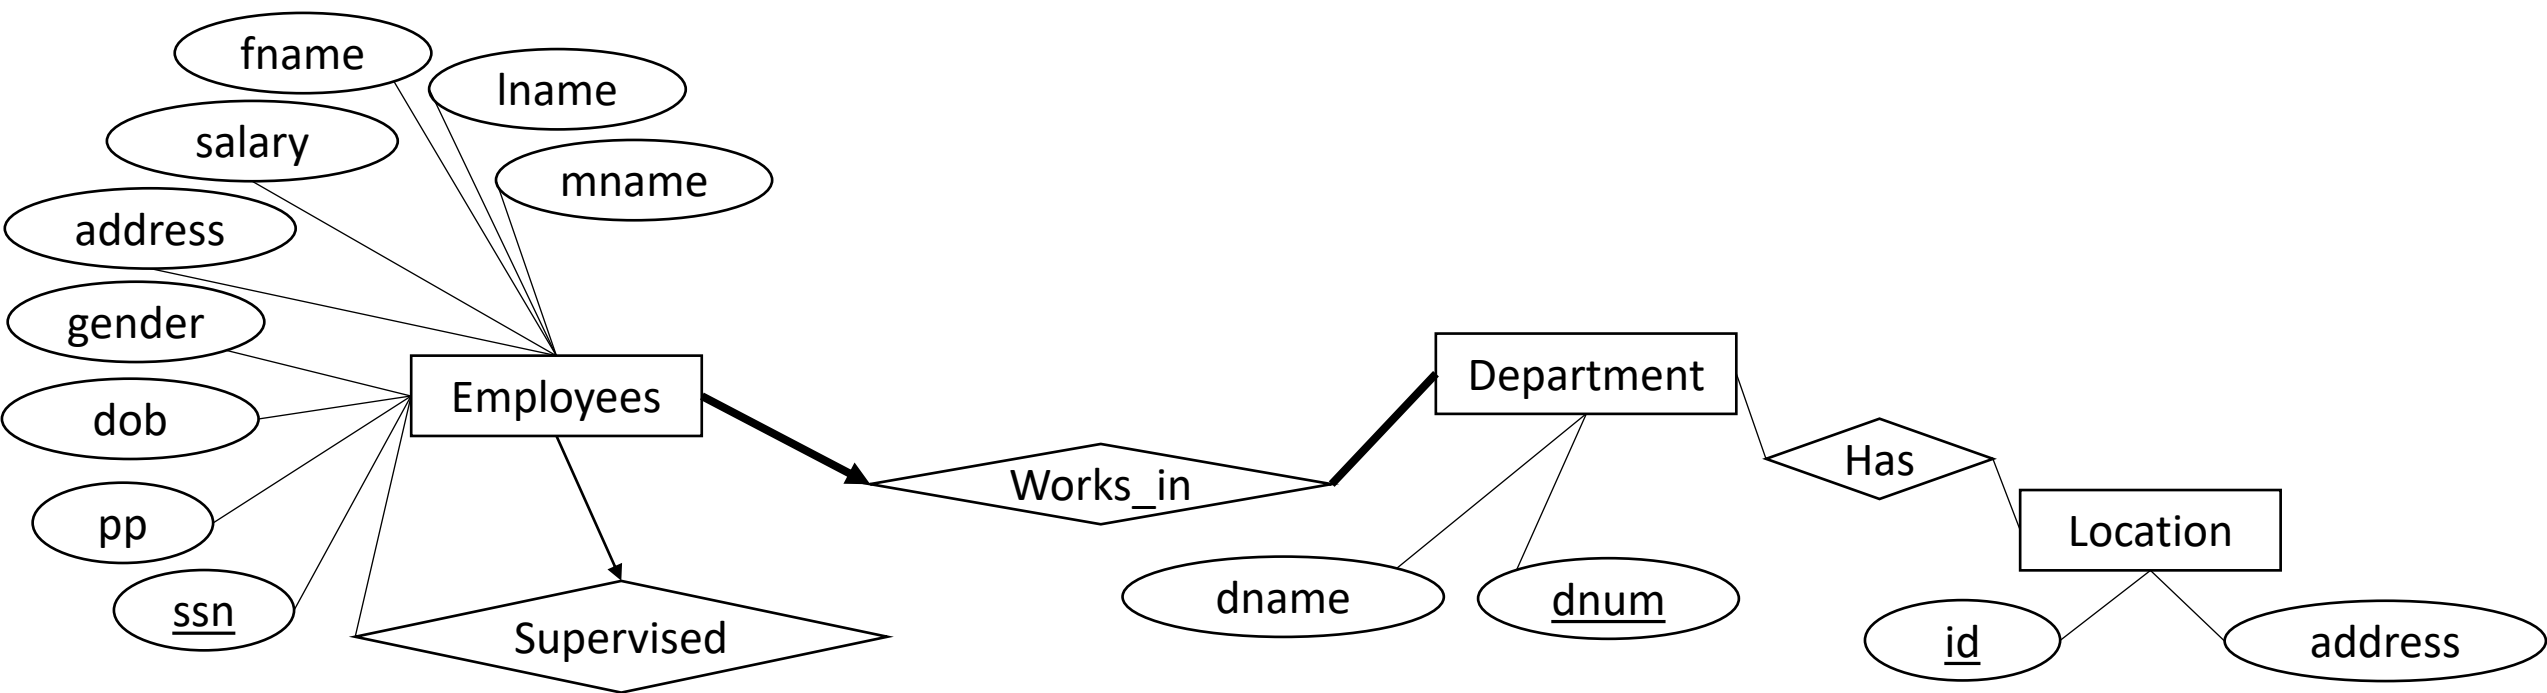 fname
lname
salary
mname
address
gender
Employees
Department
dob
Has
Works_in
pp
Location
dname
dnum
ssn
Supervised
id
address